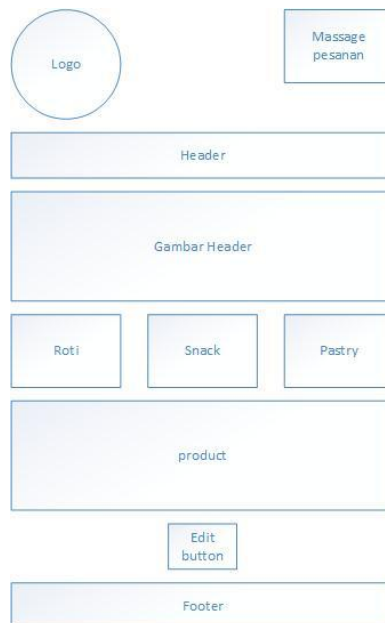 Logo
Massage
pesanan
Header
Gambar Header
Roti
Snack
Pastry
product
Edit
button
Footer